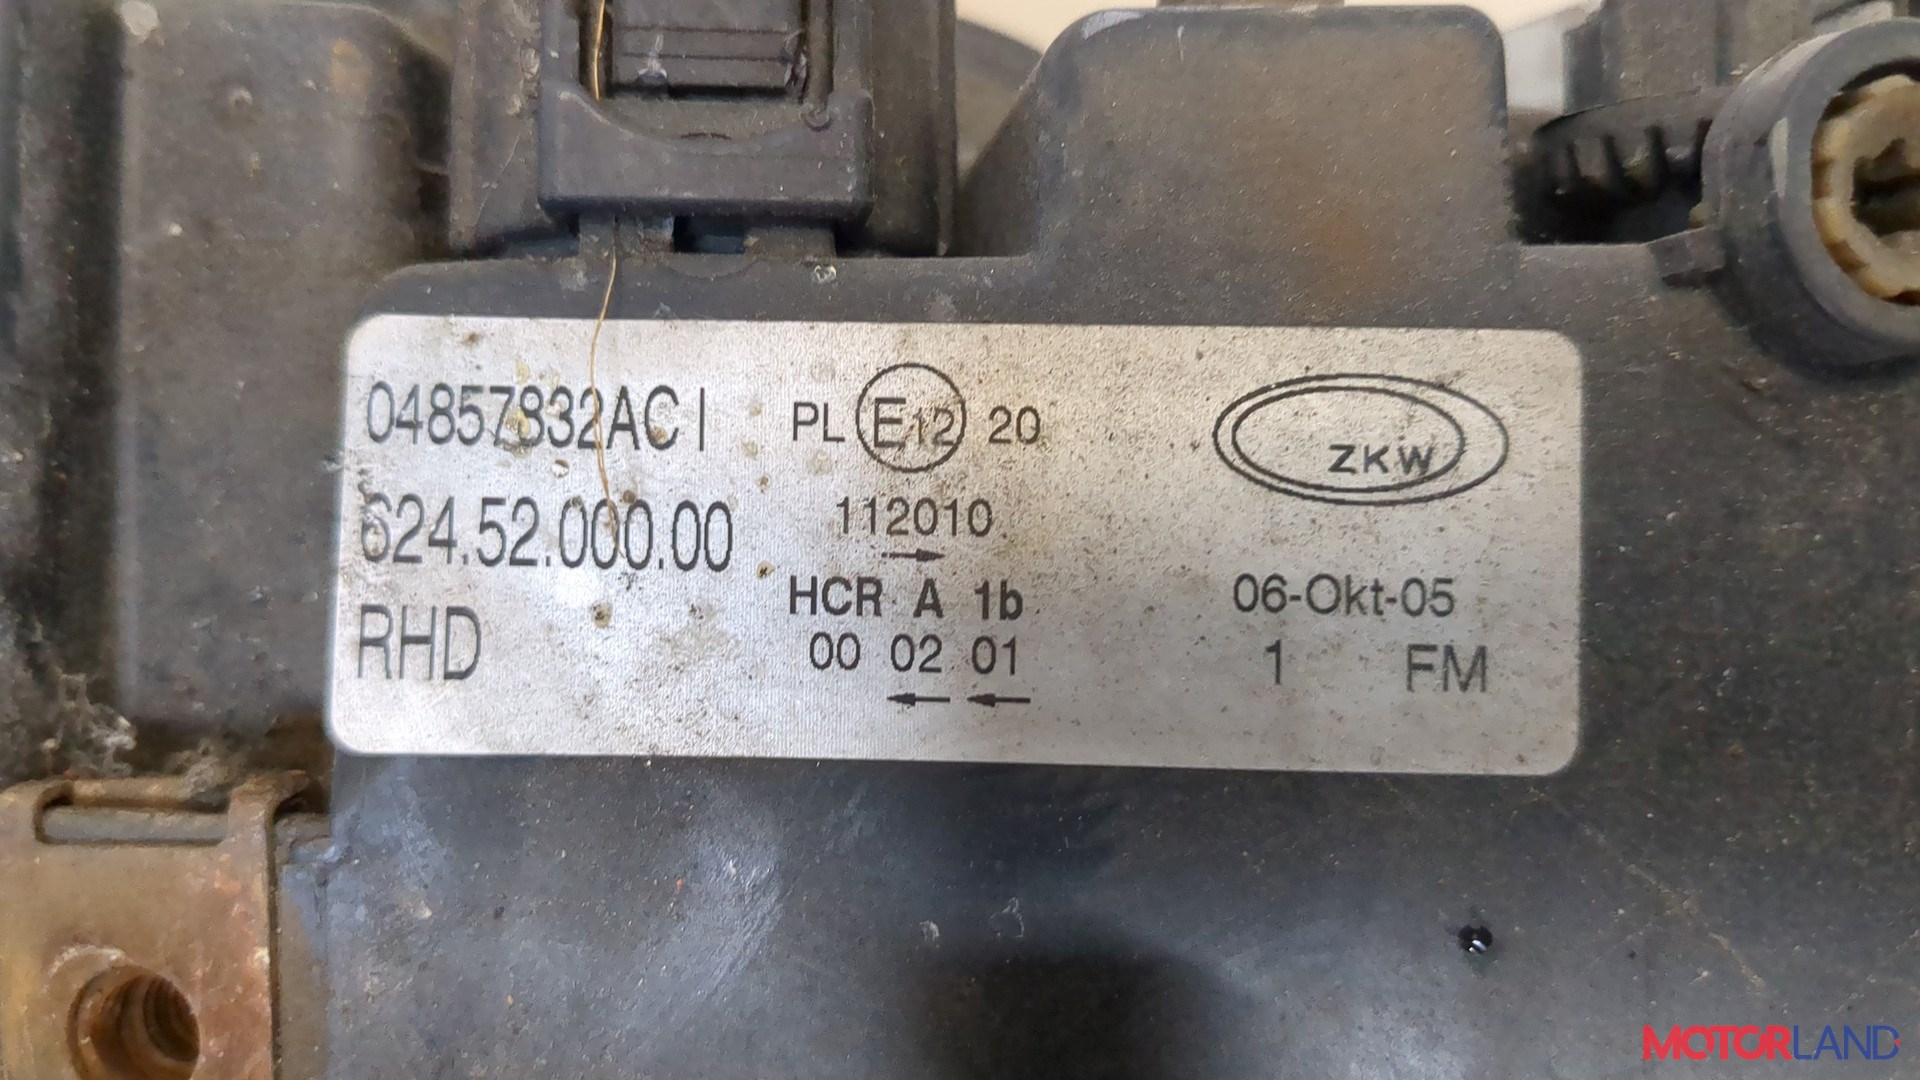 04857832AC I
624.52.000.00
RHD
PL E12 20
112010
→
HCR A 1b
00 02 01
← ←
ZKW
06-Okt-05
1 FM
MOTORLAND